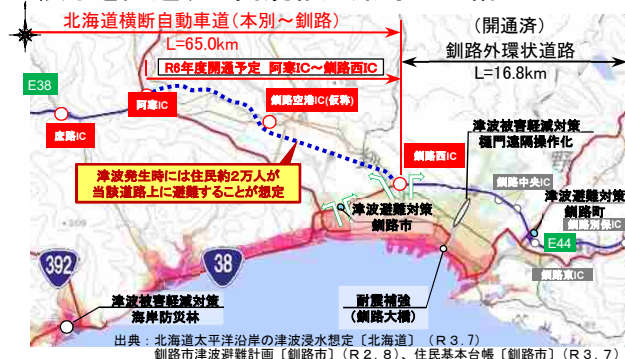 北海道横断自動車道(本別～釧路)
L=65.0km
(開通済)
釧路外環状道路
L=16.8km
R6年度開通予定 阿寒IC～釧路西IC
E38
阿寒IC
庶路IC
釧路空港IC(仮称)
津波被害軽減対策
樋門遠隔操作化
釧路西IC
津波発生時には住民約2万人が
当該道路上に避難することが想定
釧路中央IC
津波避難対策
釧路市
津波避難対策
釧路町
釧路別保IC
E44
釧路東IC
392
38
津波被害軽減対策
海岸防災林
耐震補強
(釧路大橋)
出典:北海道太平洋沿岸の津波浸水想定〔北海道〕(R3.7)
釧路市津波避難計画〔釧路市〕(R2.8)、住民基本台帳〔釧路市〕(R3.7)